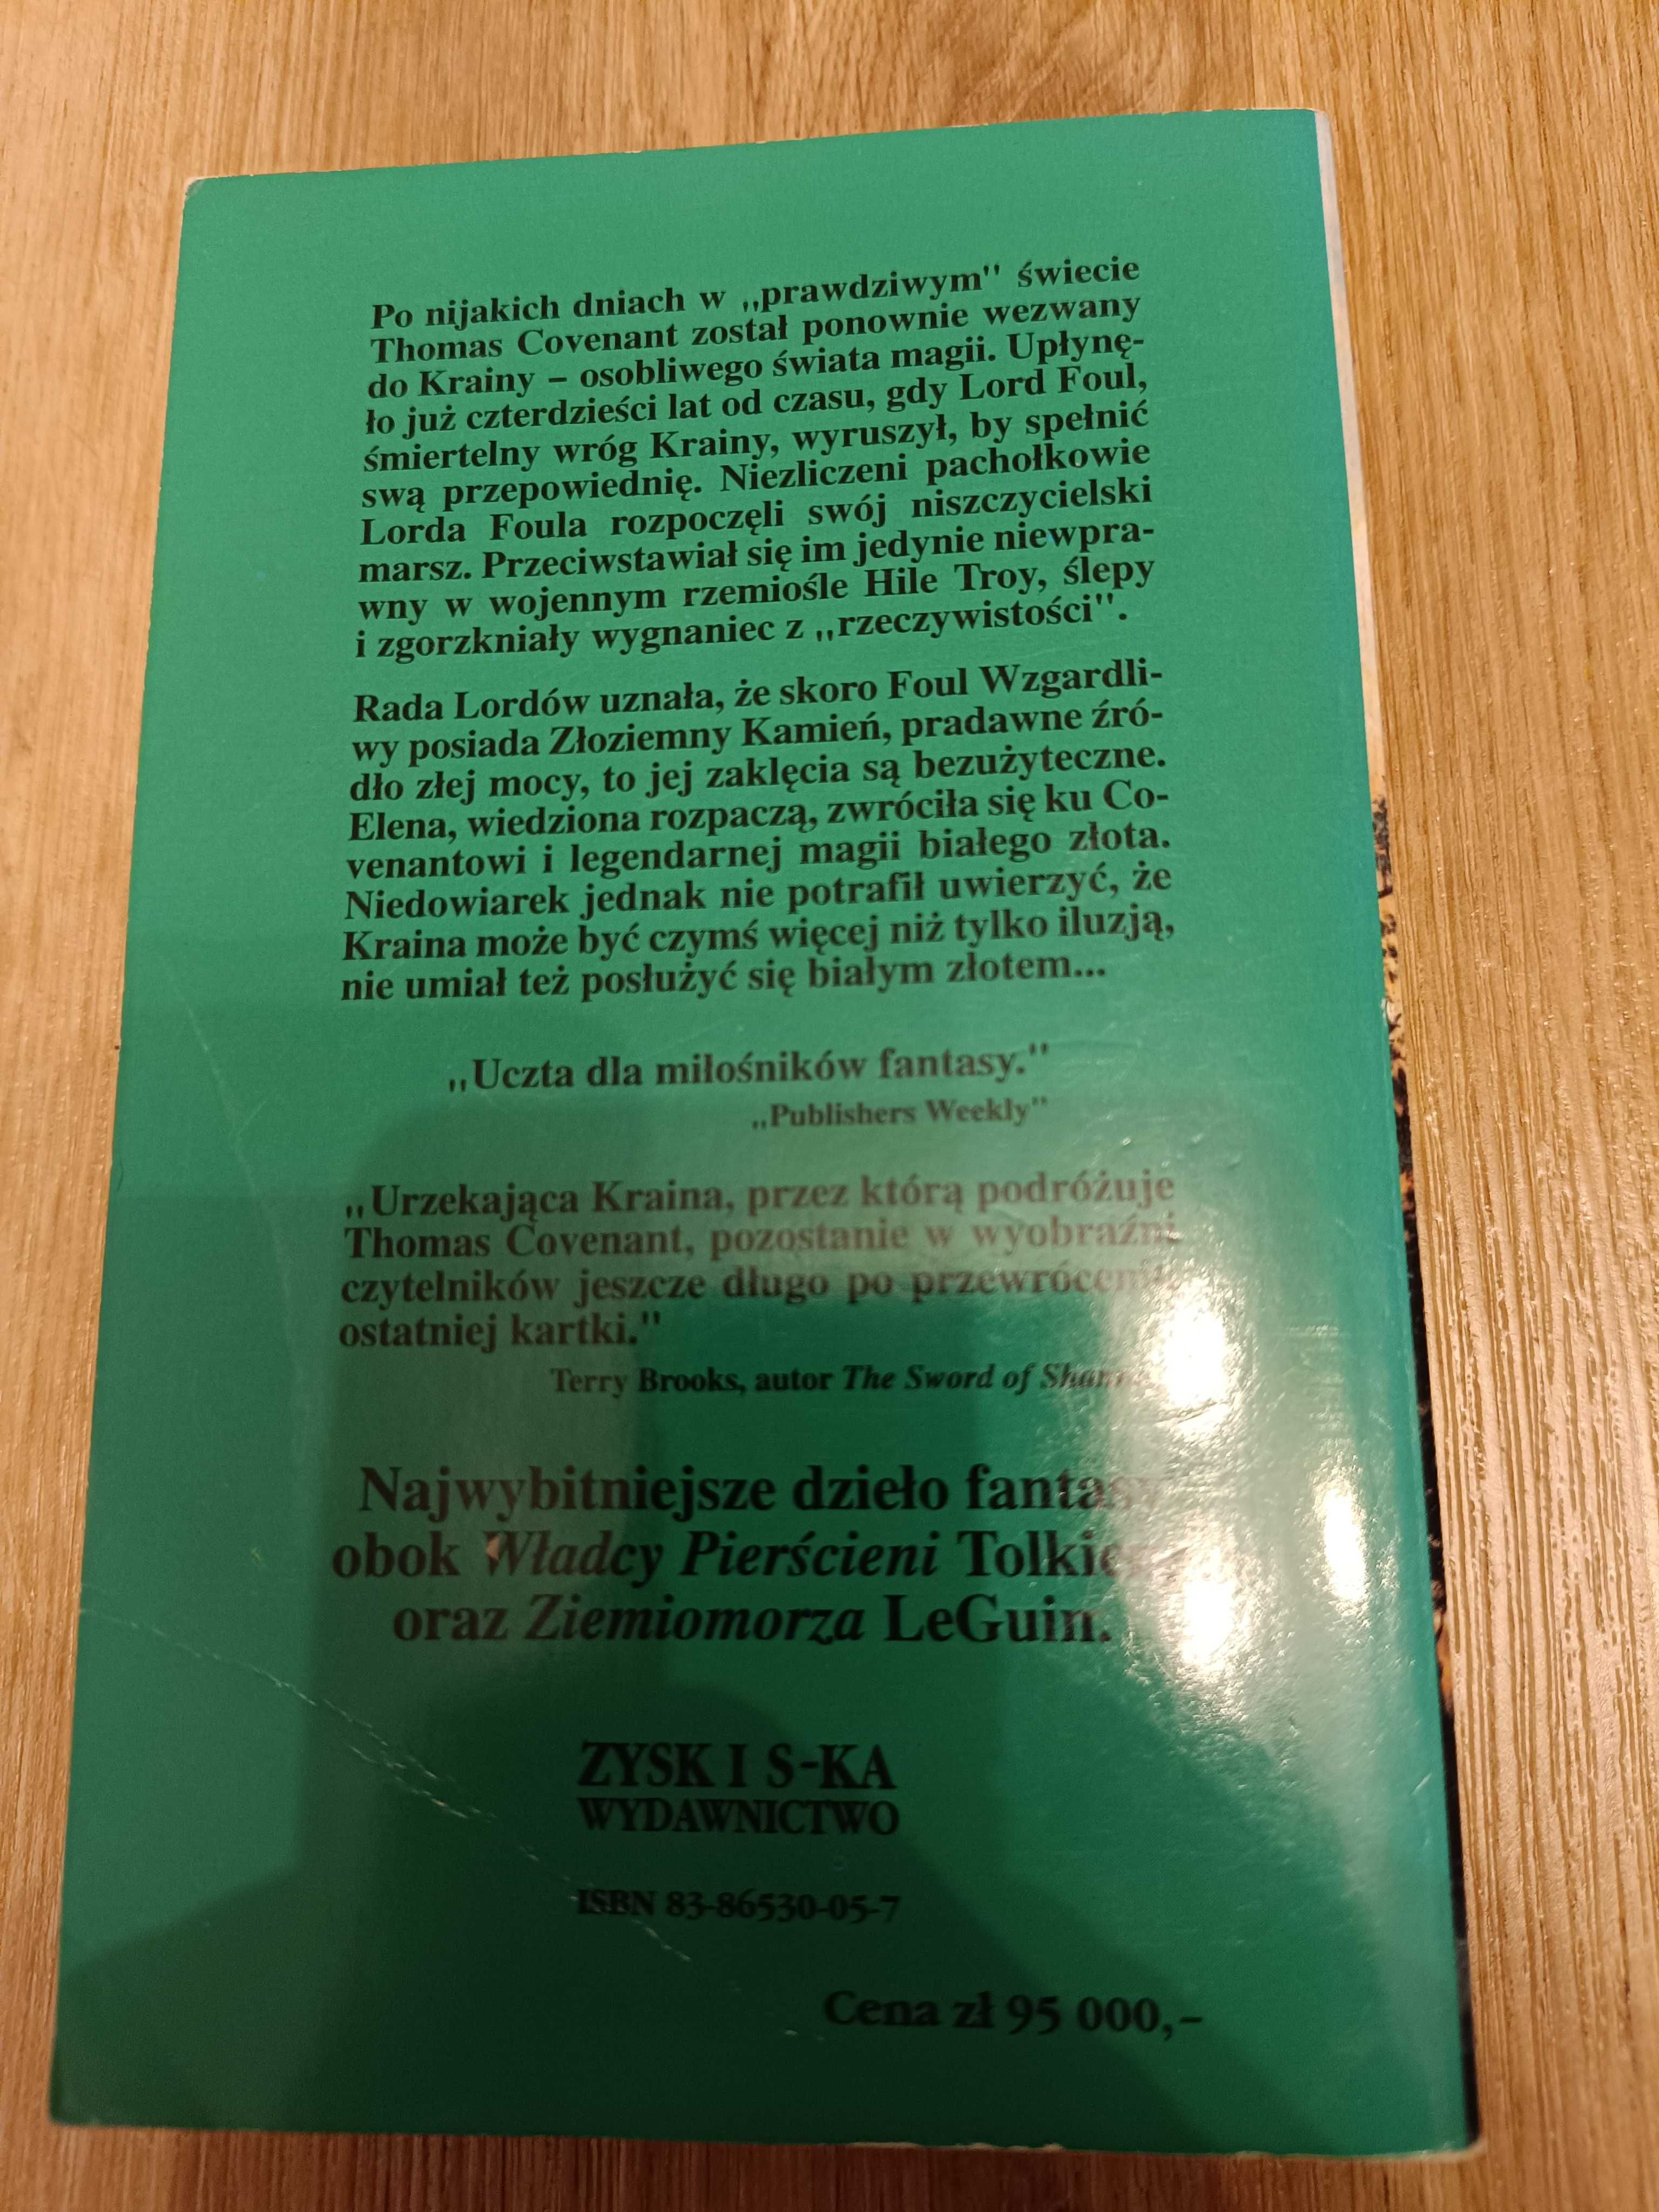 Po nijakich dniach w „prawdziwym" świecie
Thomas Covenant został ponownie wezwany
do Krainy – osobliwego świata magii. Upłynę-
ło już czterdzieści lat od czasu, gdy Lord Foul,
śmiertelny wróg Krainy, wyruszył, by spełnić
swą przepowiednię. Niezliczeni pachołkowie
Lorda Foula rozpoczęli swój niszczycielski
marsz. Przeciwstawiał się im jedynie niewpra-
wny w wojennym rzemiośle Hile Troy, ślepy
i zgorzkniały wygnaniec z „rzeczywistości".
Rada Lordów uznała, że skoro Foul Wzgardli-
wy posiada Złoziemny Kamień, pradawne źró-
dło złej mocy, to jej zaklęcia są bezużyteczne.
Elena, wiedziona rozpaczą, zwróciła się ku Co-
venantowi i legendarnej magii białego złota.
Niedowiarek jednak nie potrafił uwierzyć, że
Kraina może być czymś więcej niż tylko iluzją,
nie umiał też posłużyć się białym złotem...
„Uczta dla miłośników fantasy."
„Publishers Weekly"
„Urzekająca Kraina, przez którą podróżuje
Thomas Covenant, pozostanie w wyobraźni
czytelników jeszcze długo po
ostatniej kartki."
Terry Brooks, autor The Sword of
Najwybitniejsze dzieło fantasy
obok Władcy Pierścieni
oraz Ziemiomorza LeGuin.
ZYSK I S-KA
WYDAWNICTWO
ISBN 83-86530-05-7
Cena zł 95 000,-